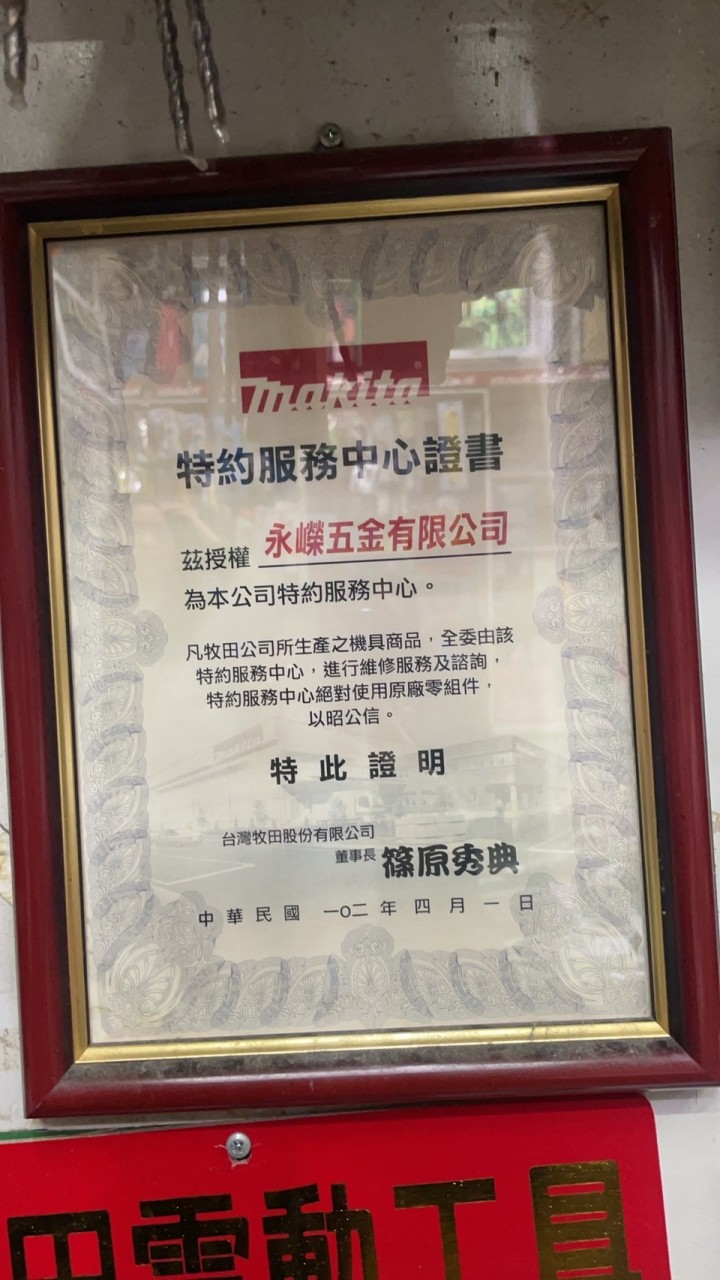 makita
特約服務中心證書
茲授權 永嶸五金有限公司
為本公司特約服務中心。
凡牧田公司所生產之機具商品，全委由該
特約服務中心，進行維修服務及諮詢，
特約服務中心絕對使用原廠零組件，
以昭公信。
特此證明
台灣牧田股份有限公司
董事長 篠原秀典
中華民國 一O二年四月一日
田電動工具